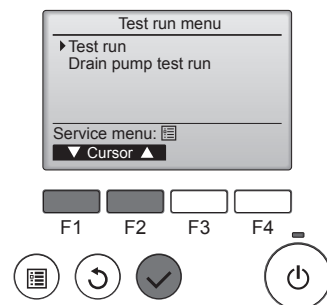 Test run menu
Test run
Drain pump test run
Service menu:
▼ Cursor ▲
F1 F2 F3 F4